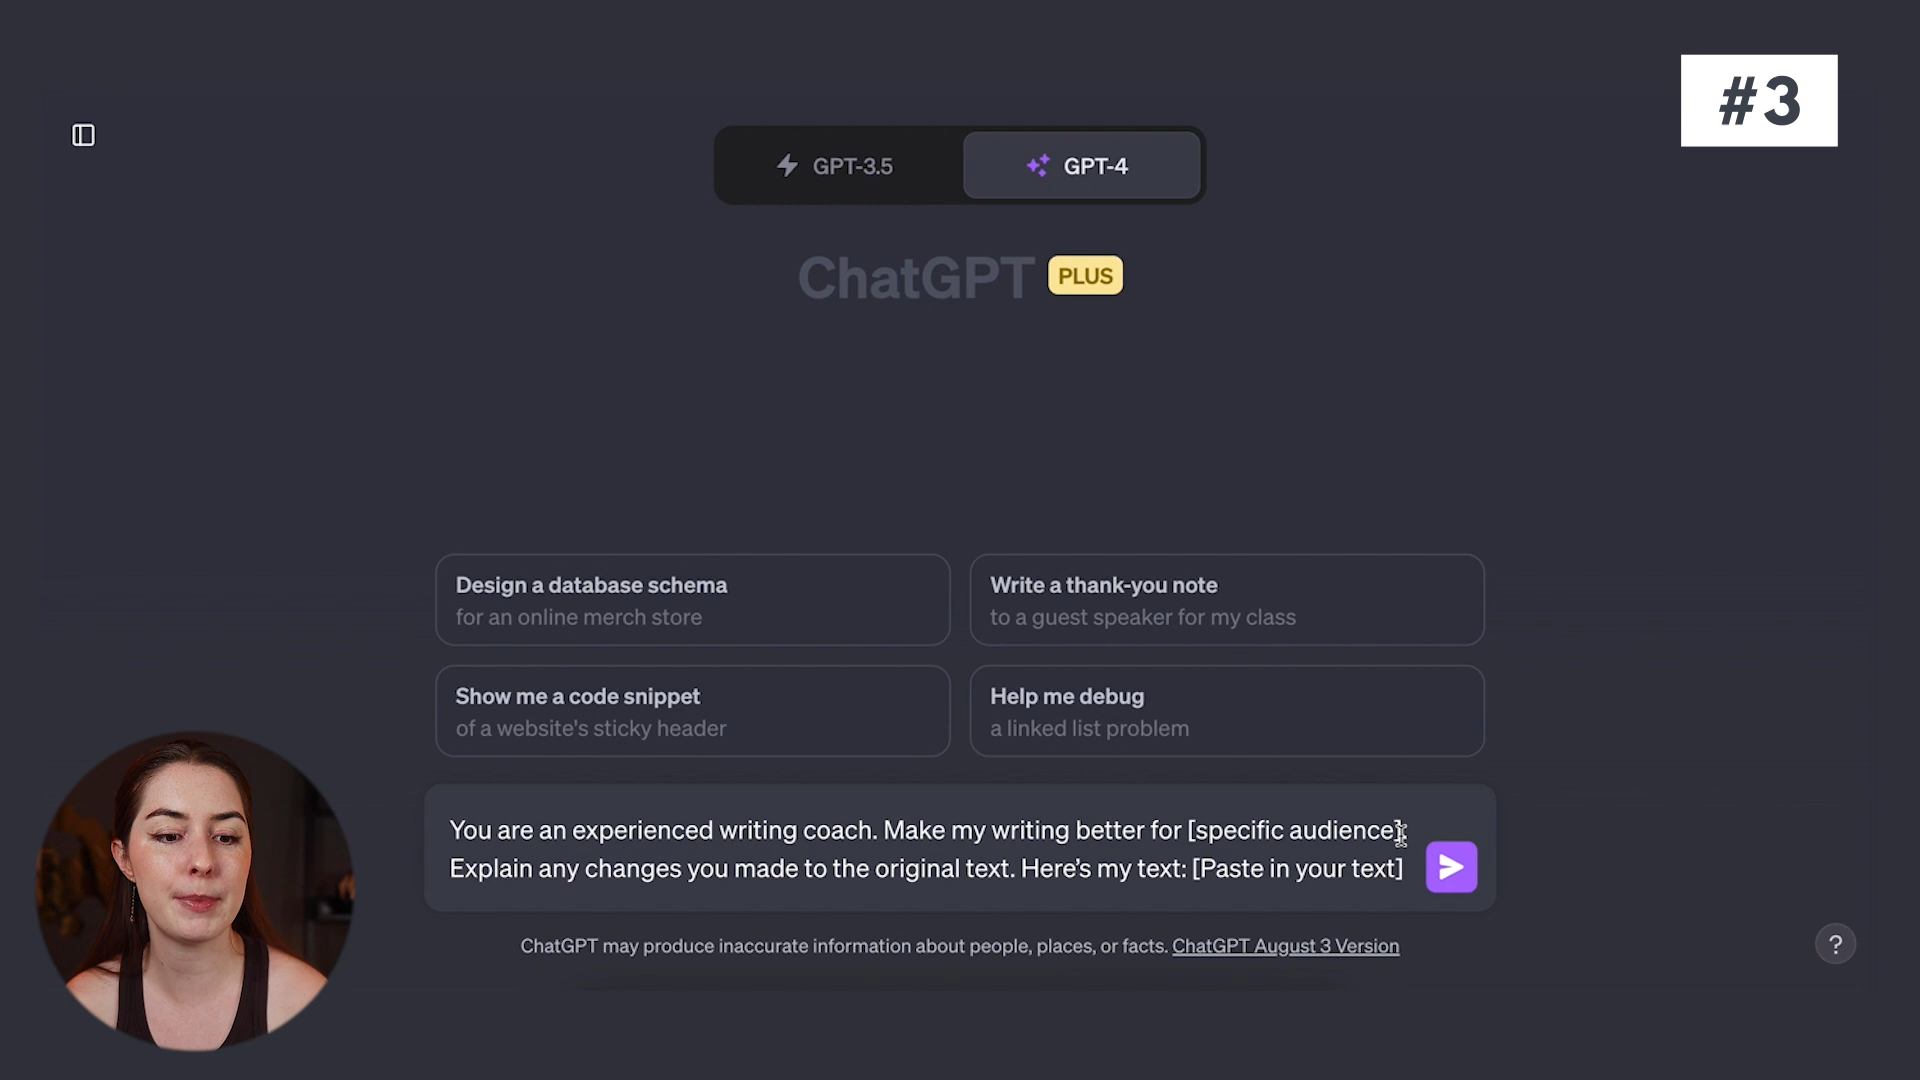 #3
GPT-3.5
GPT-4
ChatGPT PLUS
Design a database schema
for an online merch store
Write a thank-you note
to a guest speaker for my class
Show me a code snippet
of a website's sticky header
Help me debug
a linked list problem
You are an experienced writing coach. Make my writing better for [specific audience].
Explain any changes you made to the original text. Here’s my text: [Paste in your text]
ChatGPT may produce inaccurate information about people, places, or facts. ChatGPT August 3 Version
?